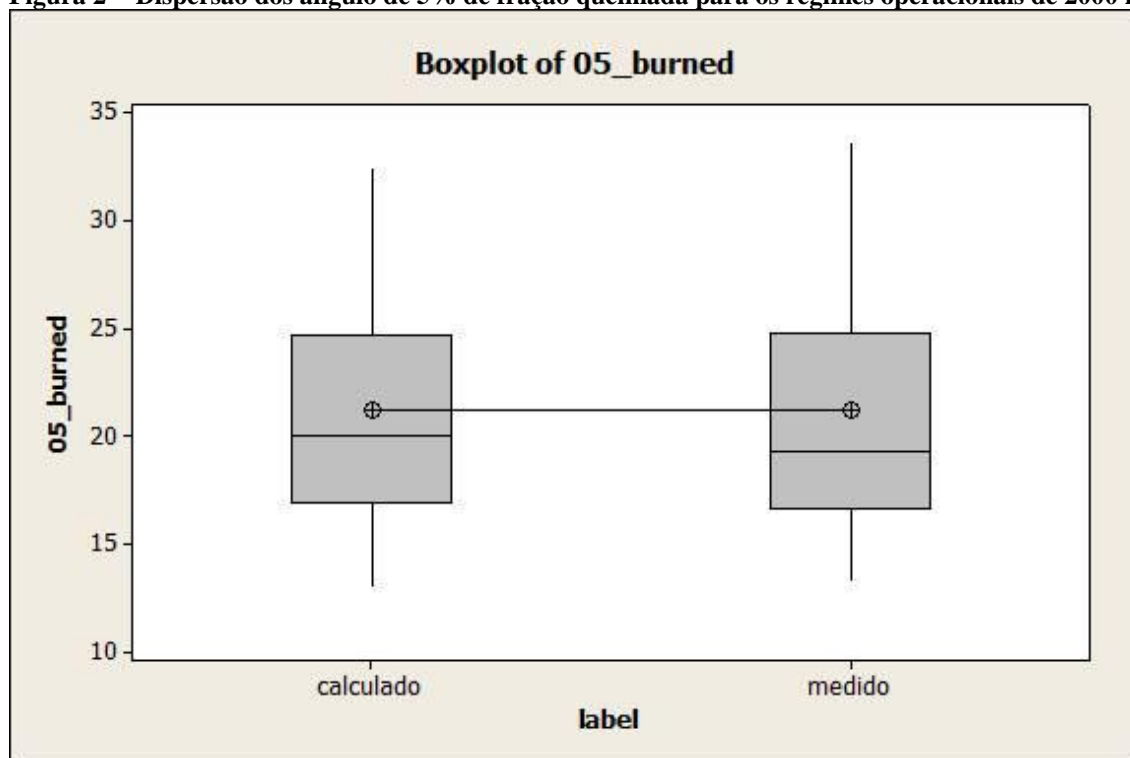 Figura 2 – Dispersão dos ângulo de 5% de fração queimada para os regimes operacionais de 2000
Boxplot of 05_burned
35
30
25
20
15
10
05_burned
calculado
medido
label